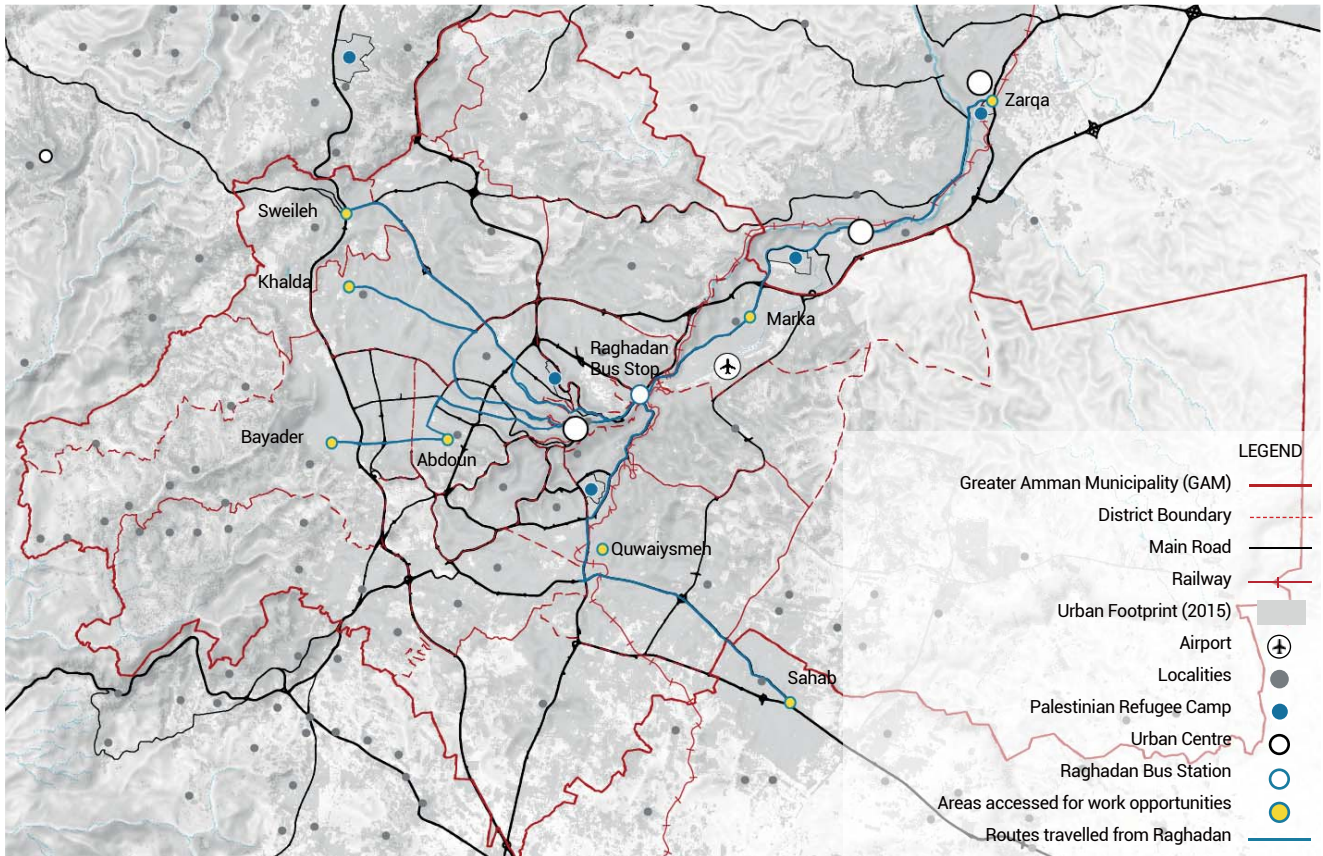 Zarqa
Sweileh
Khalda
Marka
Raghadan
Bus Stop
Bayader
Abdoun
Quwaiysmeh
Sahab
LEGEND
Greater Amman Municipality (GAM)
District Boundary
Main Road
Railway
Urban Footprint (2015)
Airport
Localities
Palestinian Refugee Camp
Urban Centre
Raghadan Bus Station
Areas accessed for work opportunities
Routes travelled from Raghadan